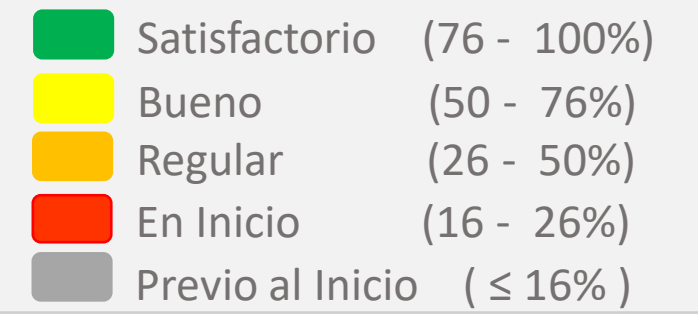 Satisfactorio (76 - 100%)
Bueno (50 - 76%)
Regular (26 - 50%)
En Inicio (16 - 26%)
Previo al Inicio ( ≤ 16% )